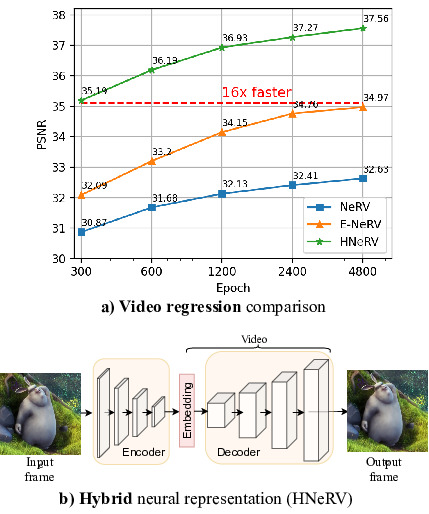 38
37
36
35
34
33
32
31
30
PSNR
37.56
37.27
36.93
36.19
35.19
16x faster
34.97
34.76
34.15
33.2
32.09
32.63
32.41
32.13
31.68
30.87
NeRV
E-NeRV
HNeRV
300 600 1200 2400 4800
Epoch
a) Video regression comparison
Video
Embedding
Encoder
Decoder
Input
frame
Output
frame
b) Hybrid neural representation (HNeRV)